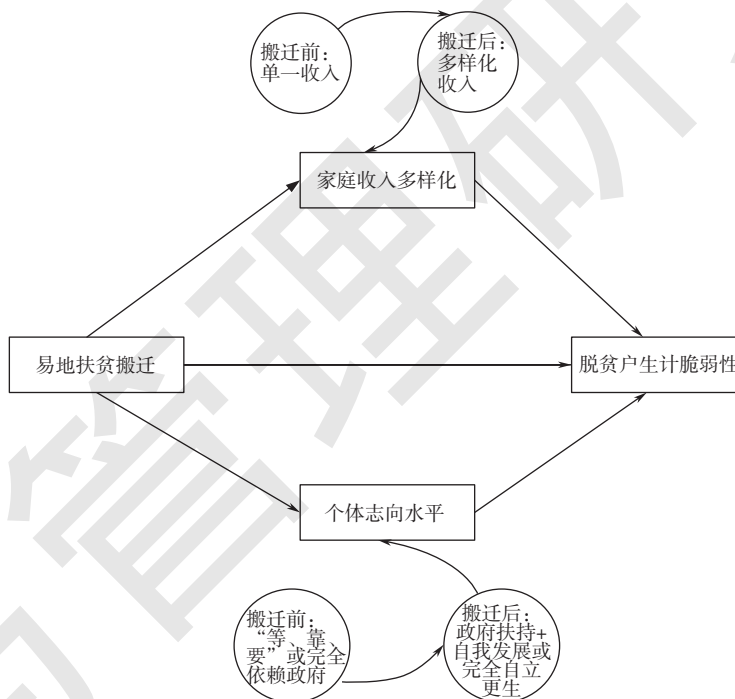 搬迁前：
单一收入
搬迁后：
多样化
收入
家庭收入多样化
易地扶贫搬迁
脱贫户生计脆弱性
个体志向水平
搬迁前：
“等、靠、
要”或完全
依赖政府
搬迁后：
政府扶持+
自我发展或
完全自立
更生
管理研